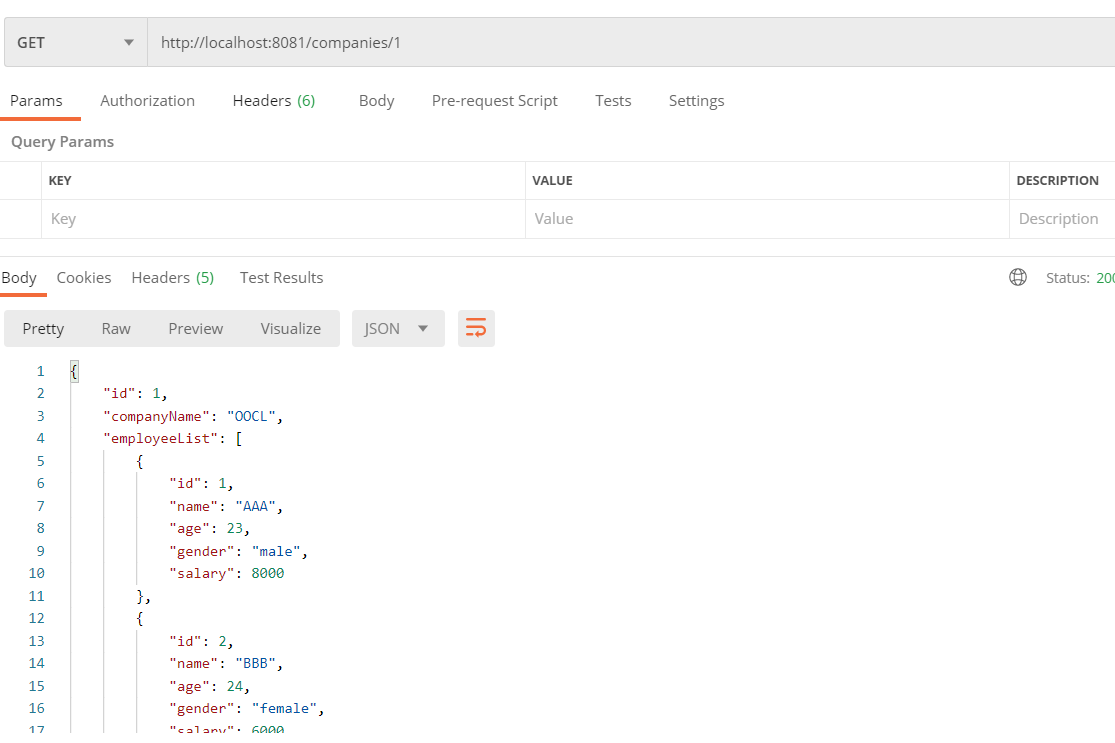 GET http://localhost:8081/companies/1
Params Authorization Headers (6) Body Pre-request Script Tests Settings
Query Params
KEY VALUE DESCRIPTION
Key Value Description
Body Cookies Headers (5) Test Results Status: 200
Pretty Raw Preview Visualize JSON
1 {
2 "id": 1,
3 "companyName": "OOCL",
4 "employeeList": [
5 {
6 "id": 1,
7 "name": "AAA",
8 "age": 23,
9 "gender": "male",
10 "salary": 8000
11 },
12 {
13 "id": 2,
14 "name": "BBB",
15 "age": 24,
16 "gender": "female",
17 "salary": 6000